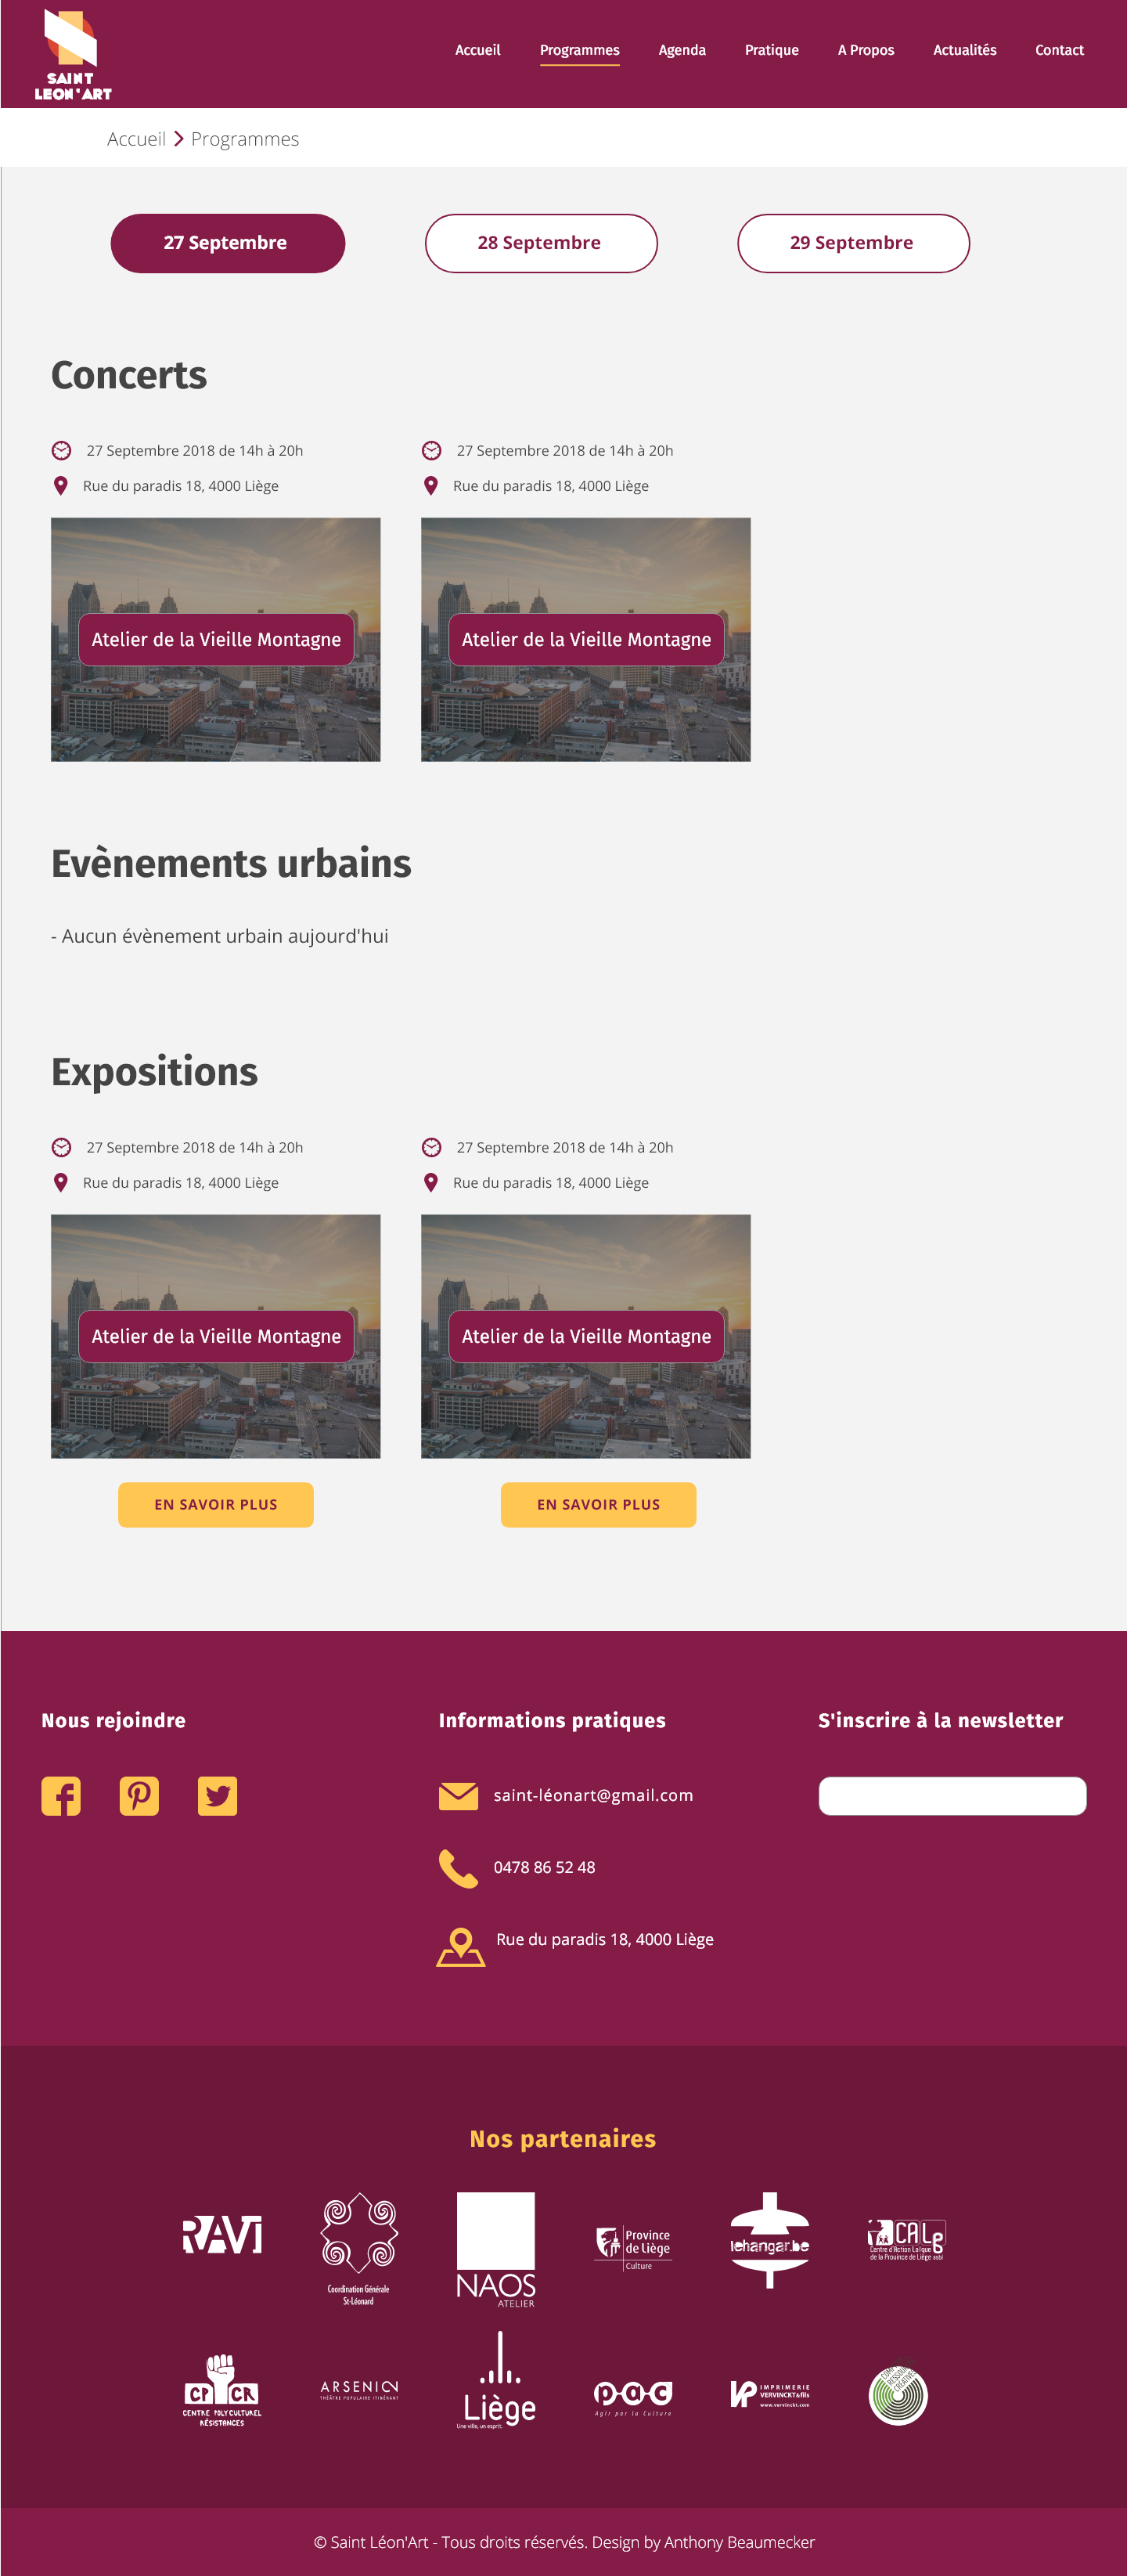 SAINT
LEON'ART
Accueil Programmes Agenda Pratique A Propos Actualités Contact
Accueil Programmes
27 Septembre 28 Septembre 29 Septembre
Concerts
27 Septembre 2018 de 14h à 20h
Rue du paradis 18, 4000 Liège
Atelier de la Vieille Montagne
27 Septembre 2018 de 14h à 20h
Rue du paradis 18, 4000 Liège
Atelier de la Vieille Montagne
Evènements urbains
- Aucun évènement urbain aujourd'hui
Expositions
27 Septembre 2018 de 14h à 20h
Rue du paradis 18, 4000 Liège
Atelier de la Vieille Montagne
EN SAVOIR PLUS
27 Septembre 2018 de 14h à 20h
Rue du paradis 18, 4000 Liège
Atelier de la Vieille Montagne
EN SAVOIR PLUS
Nous rejoindre
Informations pratiques
saint-léonart@gmail.com
0478 86 52 48
Rue du paradis 18, 4000 Liège
S'inscrire à la newsletter
Nos partenaires
RAVI
Coordination Générale
St-Léonard
NAOS
ATELIER
Province
de Liège
Culture
lehangar.be
CALg
Centre d'Action Laïque
de la Province de Liège asbl
CPCR
CENTRE POLYCULTUREL
RÉSISTANCES
ARSENIC
THÉÂTRE POPULAIRE ITINÉRANT
Liège
Une ville, un esprit.
pac
Agir par la Culture
IMPRIMERIE
VERVINCKT&fils
www.vervinckt.com
© Saint Léon'Art - Tous droits réservés. Design by Anthony Beaumecker